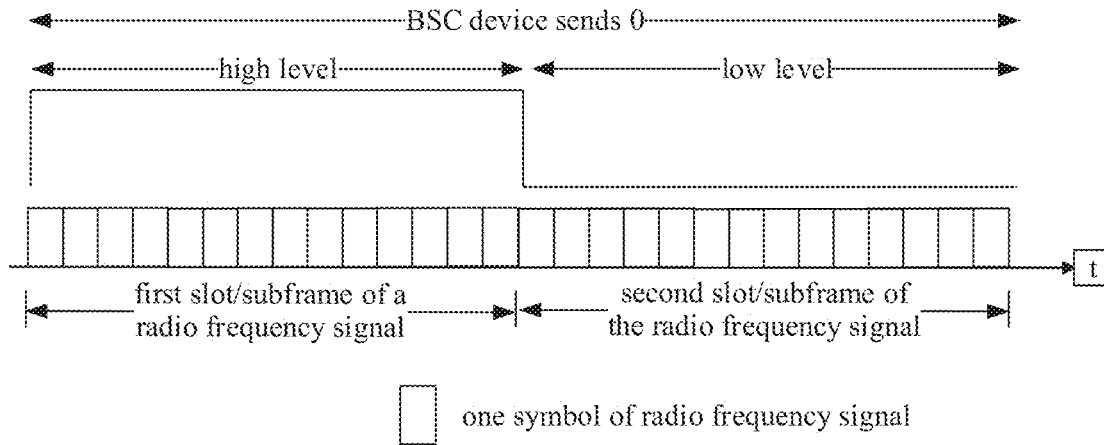 BSC device sends 0
high level
low level
t
first slot/subframe of a
radio frequency signal
second slot/subframe of
the radio frequency signal
one symbol of radio frequency signal